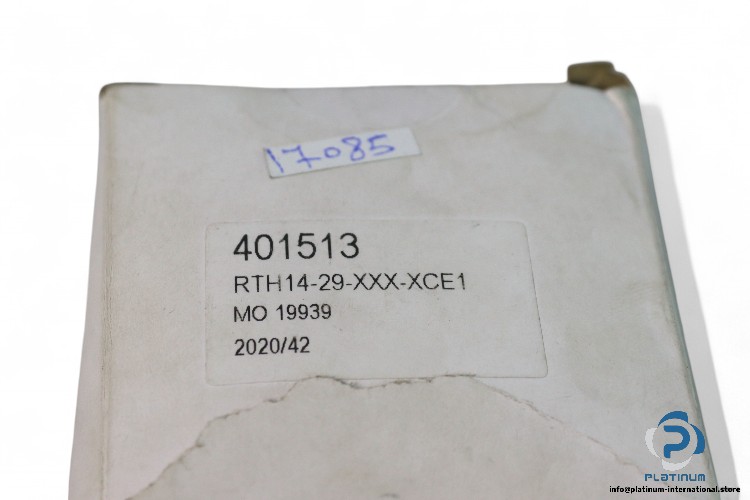 17085
401513
RTH14-29-XXX-XCE1
MO 19939
2020/42
PLATINUM
info@platinum-international.store